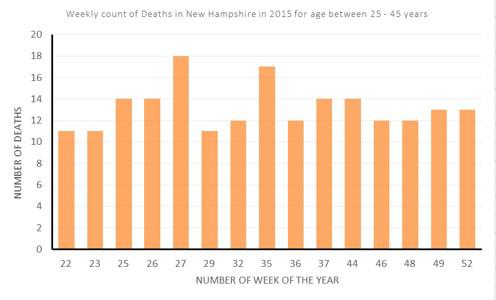 Weekly count of Deaths in New Hampshire in 2015 for age between 25 - 45 years
20
18
16
14
12
10
8
6
4
2
0
NUMBER OF DEATHS
22 23 25 26 27 29 32 35 36 37 44 46 48 49 52
NUMBER OF WEEK OF THE YEAR